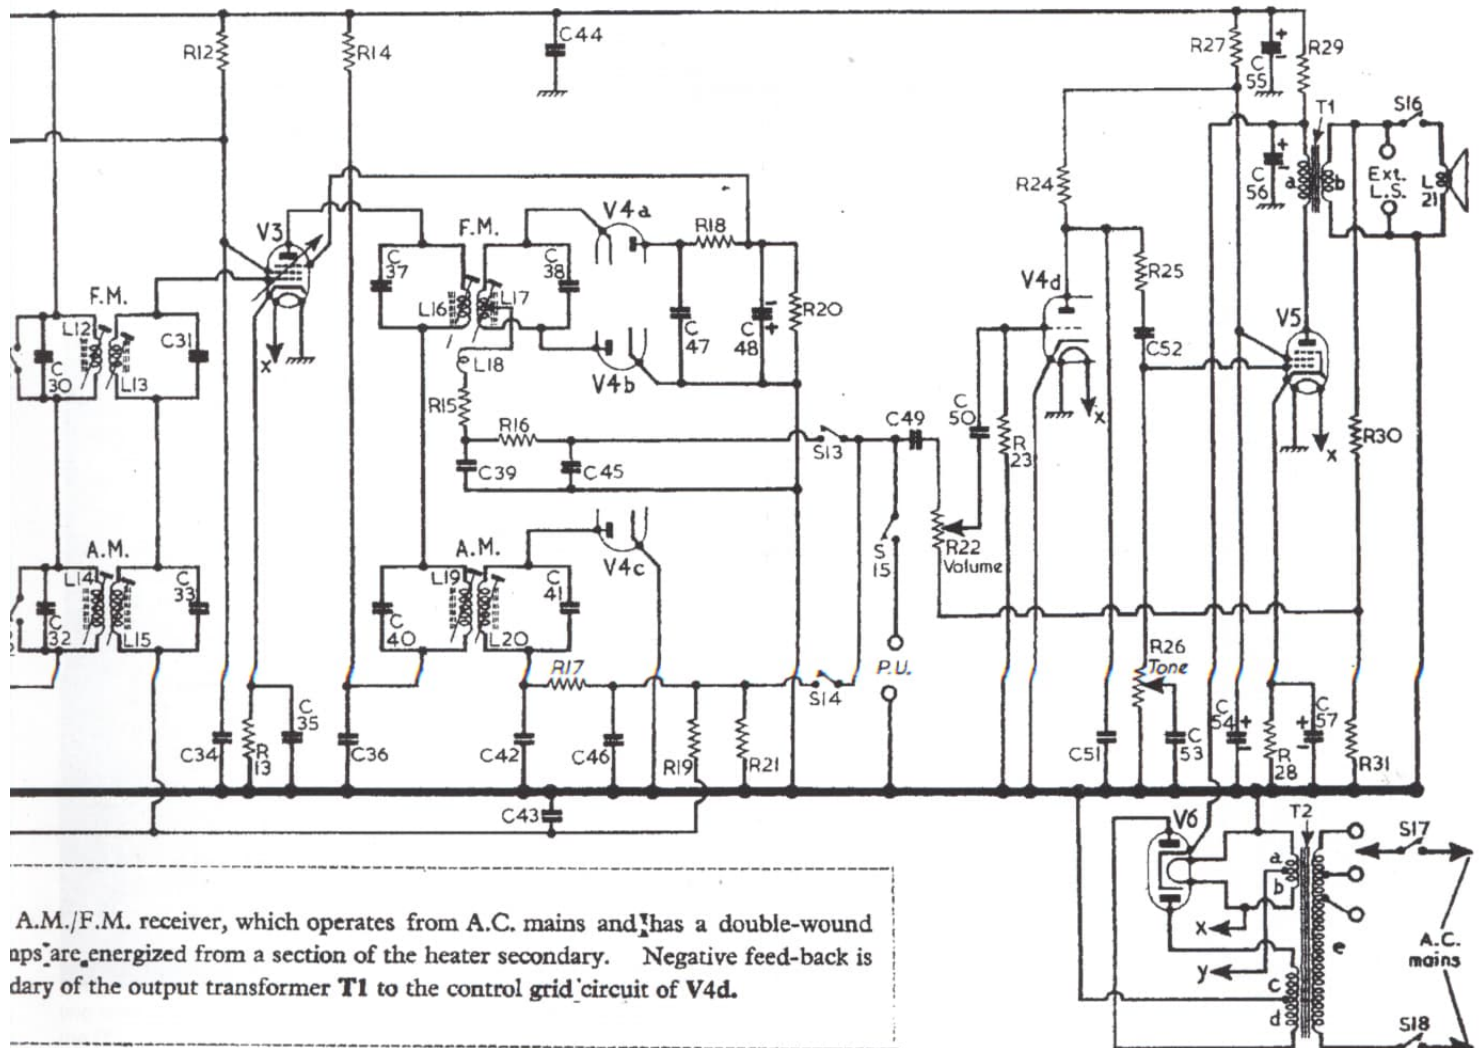 R12
R14
C44
R27
C 55
+
-
R29
T1
S16
R24
C 56
+
-
a
b
Ext. L.S.
L 21
V3
F.M.
V4a
R18
C 37
C 38
L16
L17
R20
V4d
R25
F.M.
L12
C 30
L13
C31
x
L18
C 47
C 48
-
+
V4b
C52
V5
R15
R16
C39
C45
S13
C49
C 50
R 23
x
x
R30
A.M.
L14
C 32
L15
C 33
A.M.
L19
C 40
L20
C 41
V4c
S 15
R22
Volume
P.U.
R26
Tone
R17
S14
C34
R 13
C 35
C36
C42
C46
R19
R21
C51
C 53
C 54
+
-
R 28
C 57
+
-
R31
C43
V6
T2
a
b
S17
x
y
c
d
e
A.C. mains
S18
A.M./F.M. receiver, which operates from A.C. mains and has a double-wound
are energized from a section of the heater secondary. Negative feed-back is
dary of the output transformer T1 to the control grid circuit of V4d.